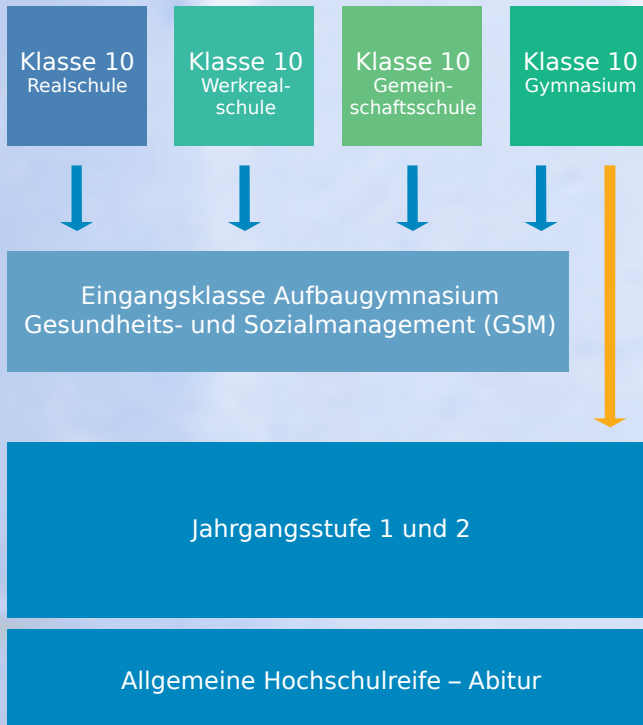 Klasse 10
Realschule
Klasse 10
Werkreal-
schule
Klasse 10
Gemein-
schaftsschule
Klasse 10
Gymnasium
Eingangsklasse Aufbaugymnasium
Gesundheits- und Sozialmanagement (GSM)
Jahrgangsstufe 1 und 2
Allgemeine Hochschulreife – Abitur